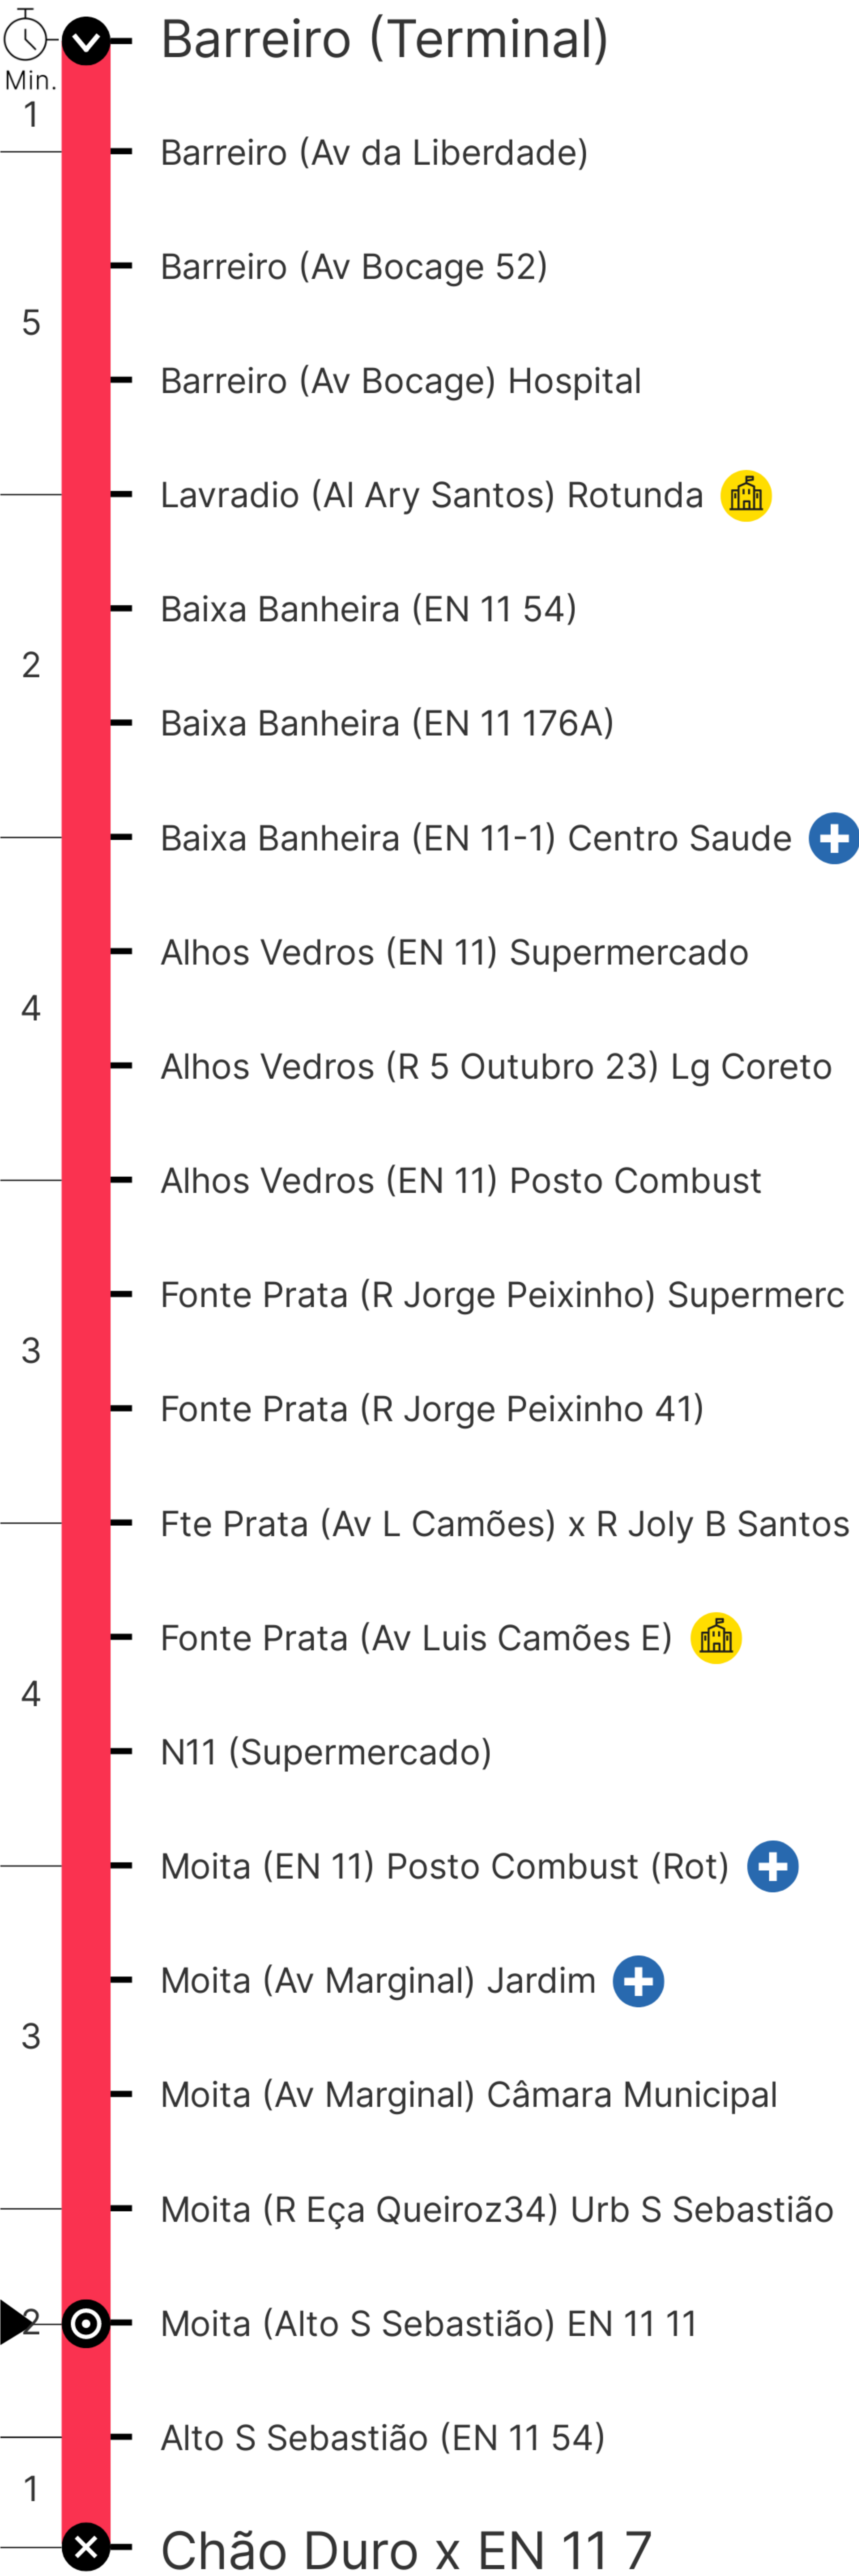 Barreiro (Terminal)
Min.
1
Barreiro (Av da Liberdade)
Barreiro (Av Bocage 52)
5
Barreiro (Av Bocage) Hospital
Lavradio (Al Ary Santos) Rotunda
Baixa Banheira (EN 11 54)
2
Baixa Banheira (EN 11 176A)
Baixa Banheira (EN 11-1) Centro Saude
Alhos Vedros (EN 11) Supermercado
4
Alhos Vedros (R 5 Outubro 23) Lg Coreto
Alhos Vedros (EN 11) Posto Combust
Fonte Prata (R Jorge Peixinho) Supermerc
3
Fonte Prata (R Jorge Peixinho 41)
Fte Prata (Av L Camões) x R Joly B Santos
Fonte Prata (Av Luis Camões E)
4
N11 (Supermercado)
Moita (EN 11) Posto Combust (Rot)
Moita (Av Marginal) Jardim
3
Moita (Av Marginal) Câmara Municipal
Moita (R Eça Queiroz34) Urb S Sebastião
2
Moita (Alto S Sebastião) EN 11 11
Alto S Sebastião (EN 11 54)
1
Chão Duro x EN 11 7